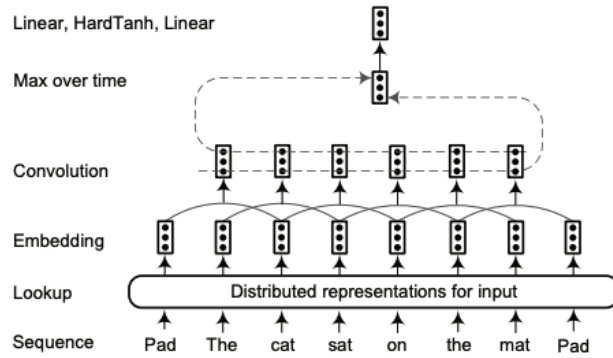 Linear, HardTanh, Linear
Max over time
Convolution
Embedding
Lookup Distributed representations for input
Sequence Pad The cat sat on the mat Pad